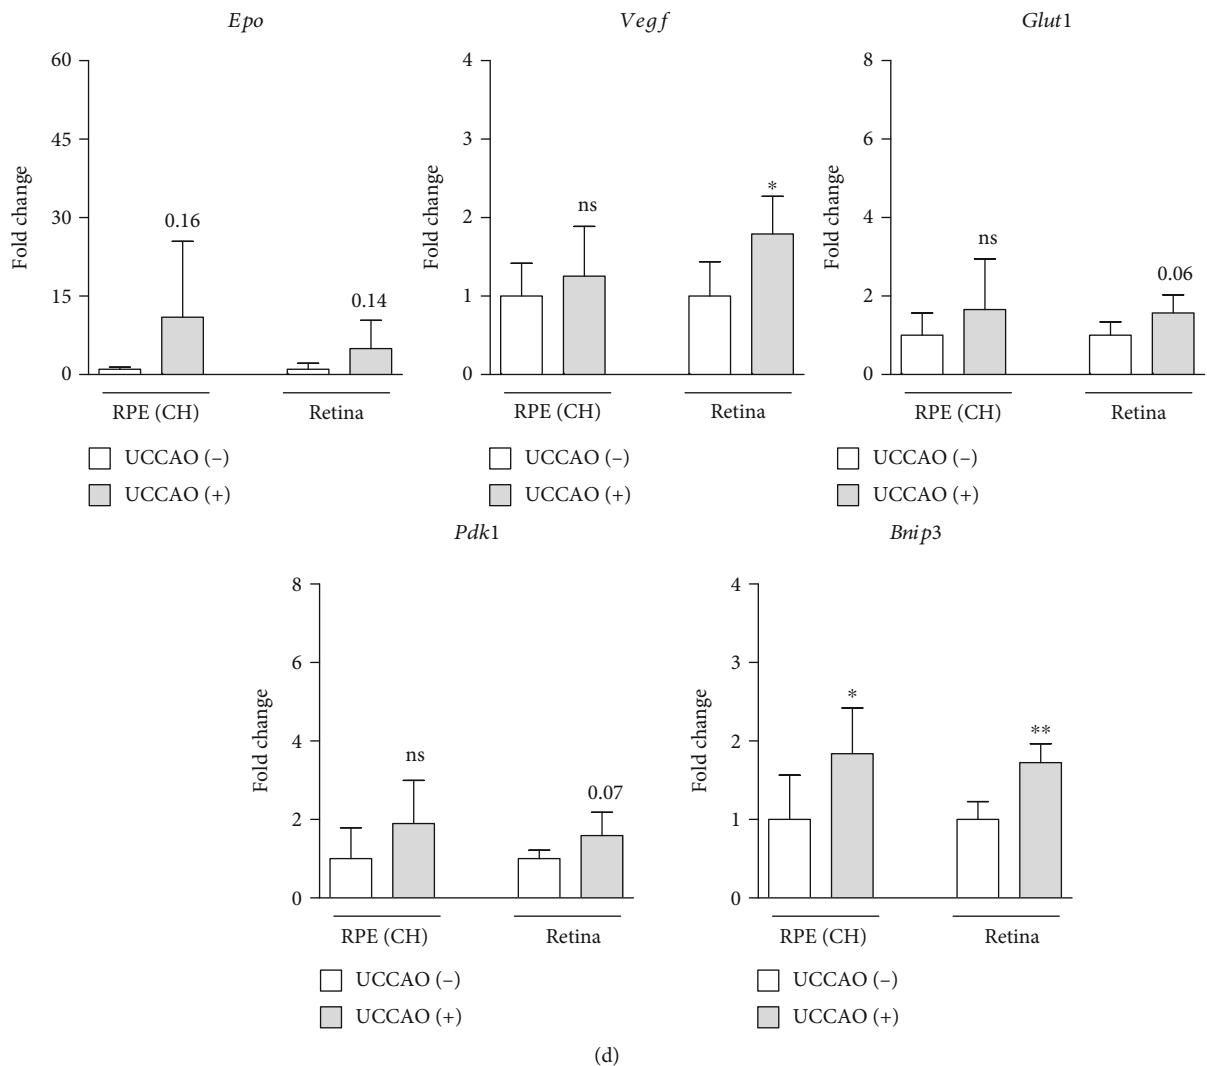 Epo
Fold change
60
45
30
15
0
0.16
0.14
RPE (CH)
Retina
UCCAO (–)
UCCAO (+)
Vegf
Fold change
4
3
2
1
0
ns
*
RPE (CH)
Retina
UCCAO (–)
UCCAO (+)
Glut1
Fold change
8
6
4
2
0
ns
0.06
RPE (CH)
Retina
UCCAO (–)
UCCAO (+)
Pdk1
Fold change
8
6
4
2
0
ns
0.07
RPE (CH)
Retina
UCCAO (–)
UCCAO (+)
Bnip3
Fold change
4
3
2
1
0
*
**
RPE (CH)
Retina
UCCAO (–)
UCCAO (+)
(d)